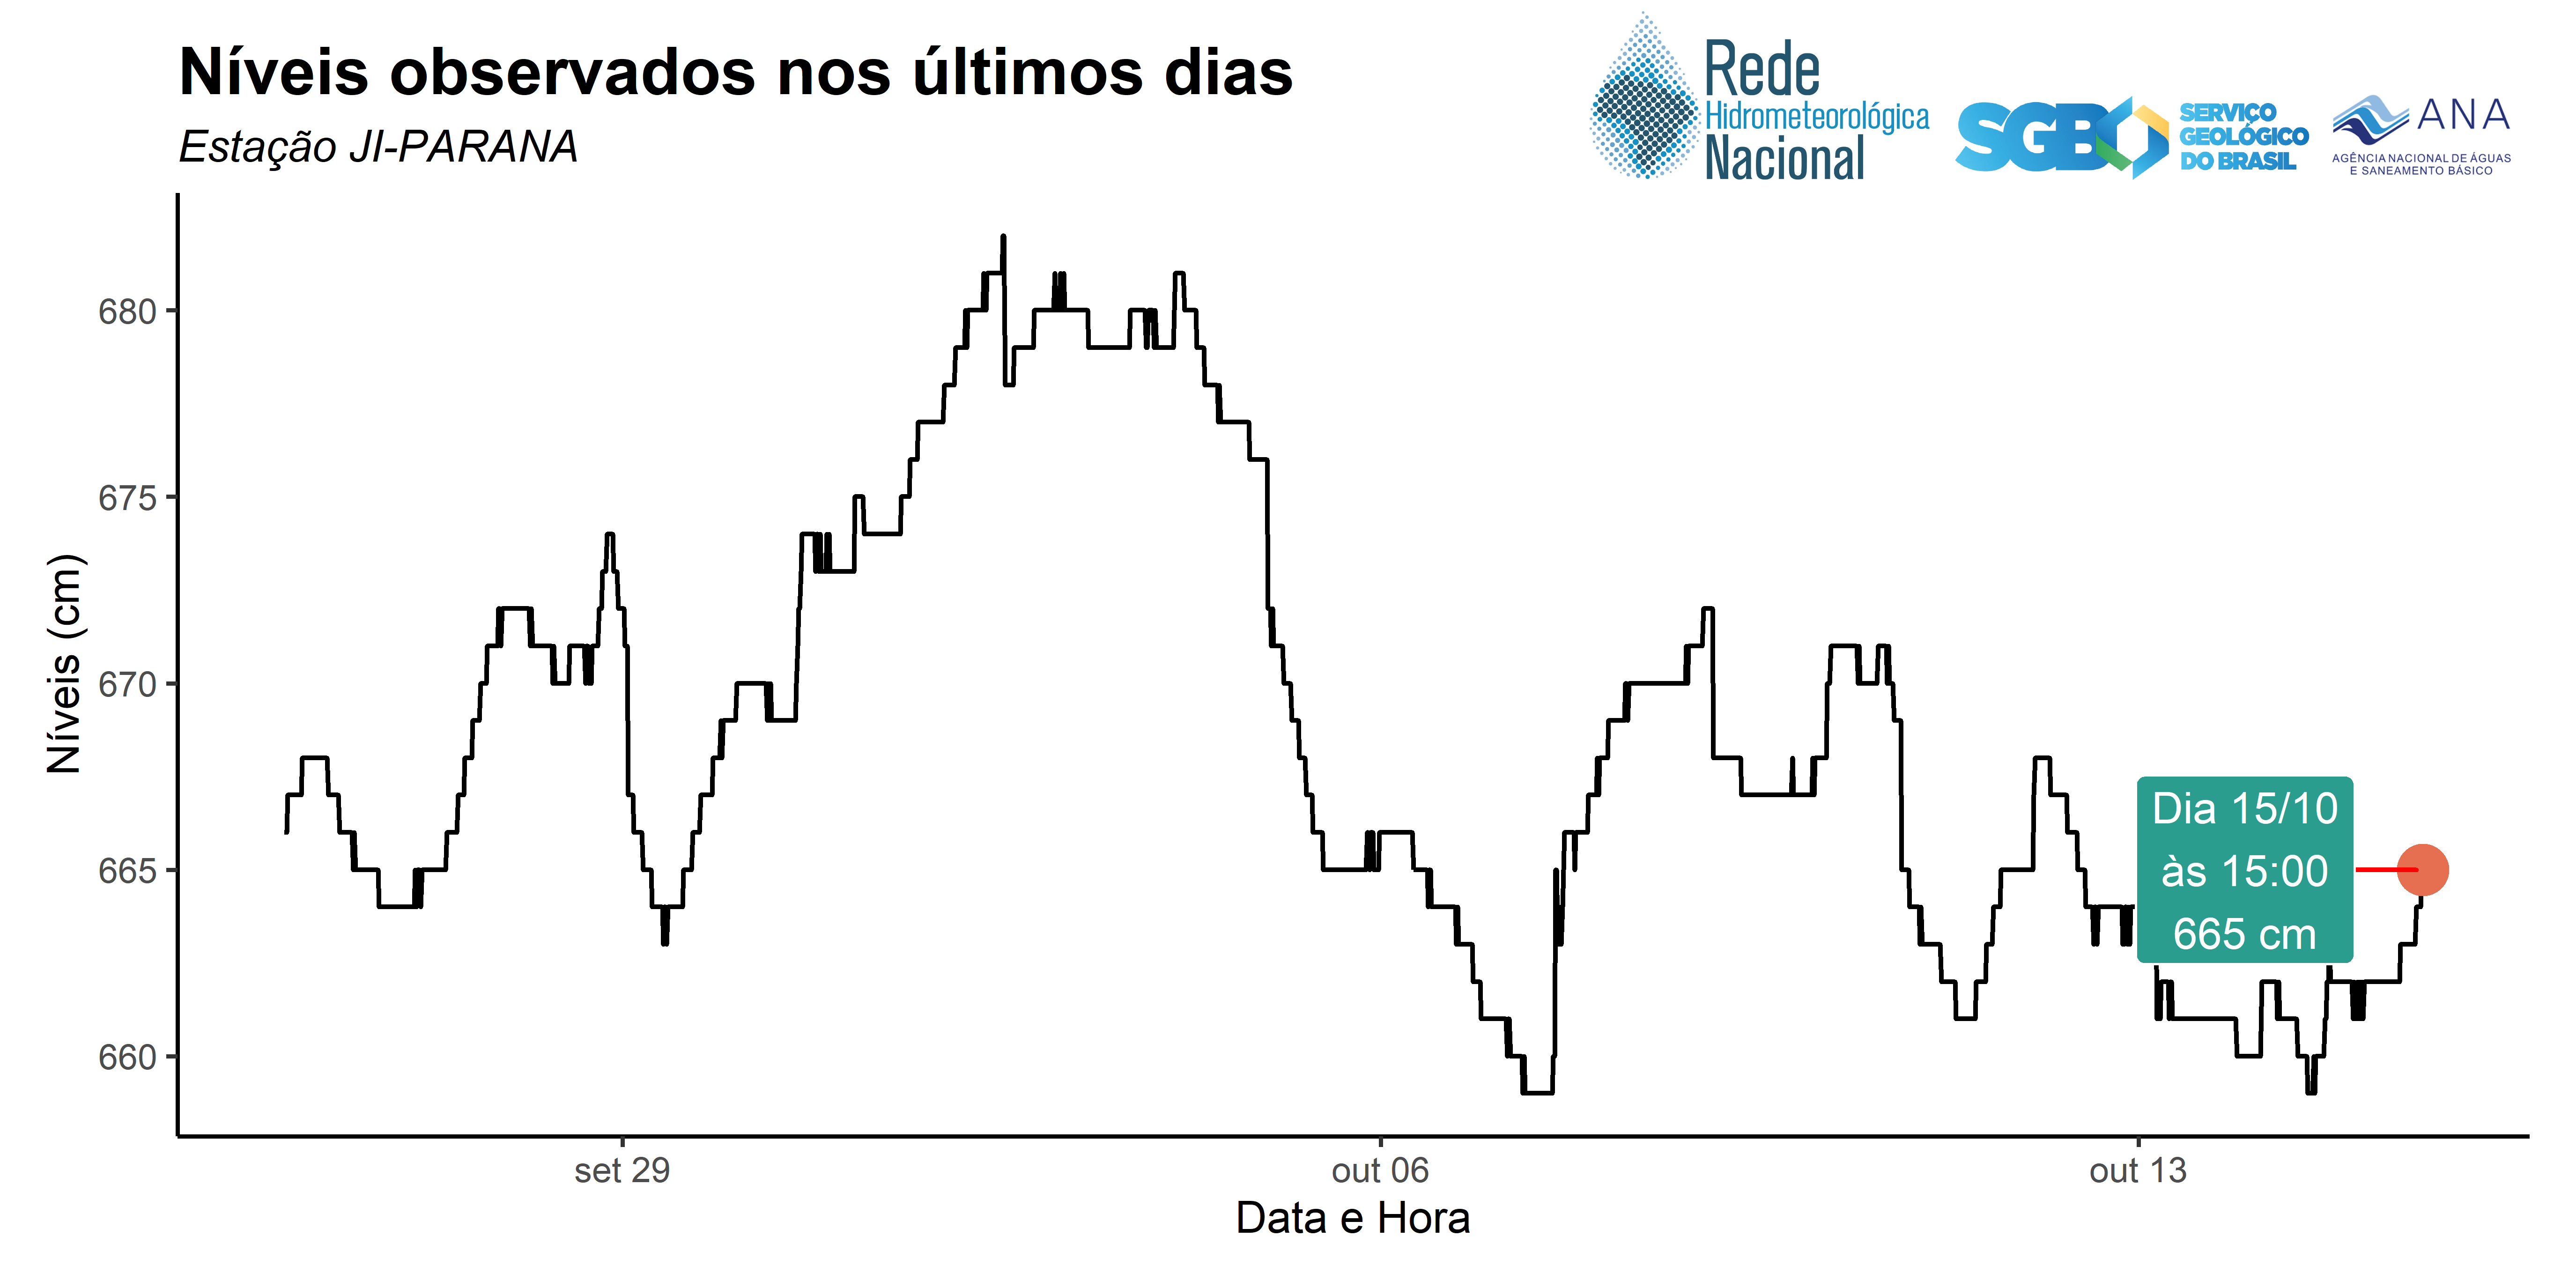 Níveis observados nos últimos dias
Estação JI-PARANA
Rede
Hidrometeorológica
Nacional
SGB
SERVIÇO
GEOLÓGICO
DO BRASIL
ANA
AGÊNCIA NACIONAL DE ÁGUAS
E SANEAMENTO BÁSICO
Níveis (cm)
680
675
670
665
660
Dia 15/10
às 15:00
665 cm
set 29
out 06
out 13
Data e Hora